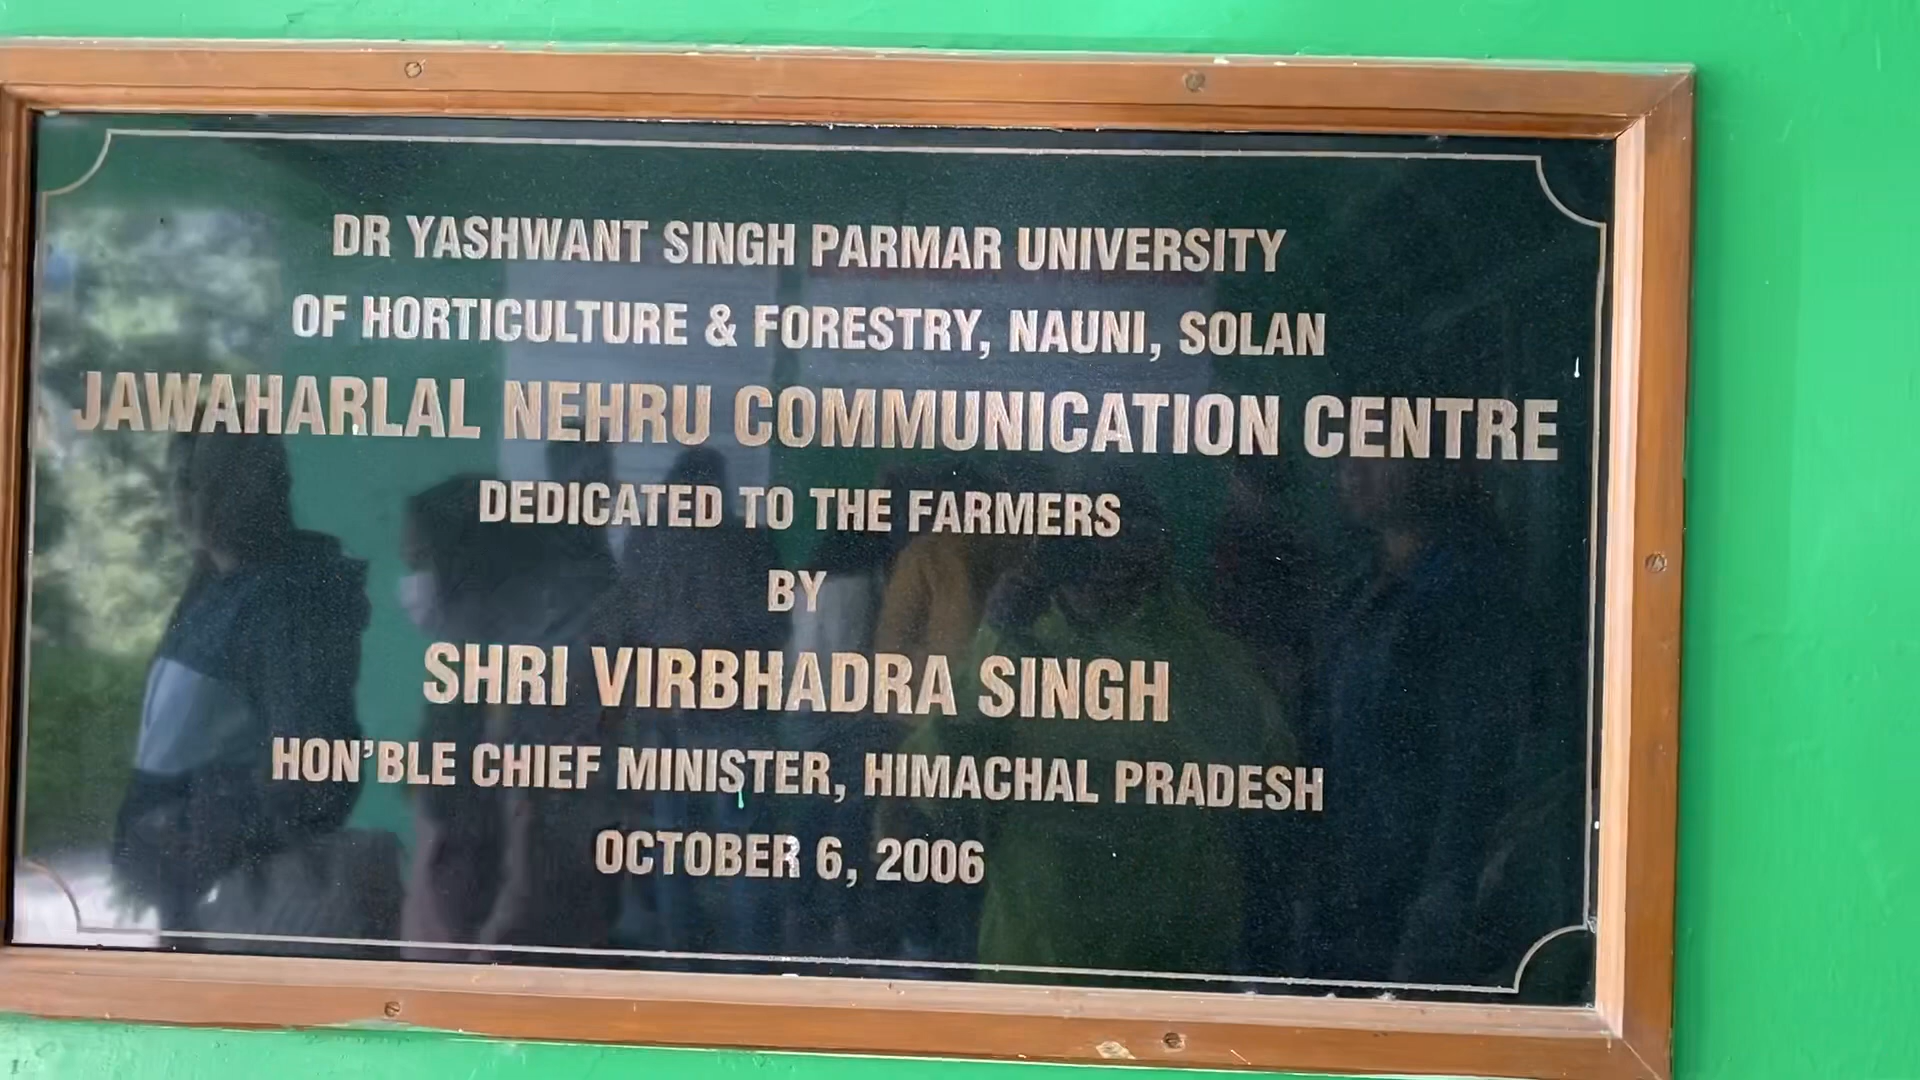 DR YASHWANT SINGH PARMAR UNIVERSITY
OF HORTICULTURE & FORESTRY, NAUNI, SOLAN
JAWAHARLAL NEHRU COMMUNICATION CENTRE
DEDICATED TO THE FARMERS
BY
SHRI VIRBHADRA SINGH
HON'BLE CHIEF MINISTER, HIMACHAL PRADESH
OCTOBER 6, 2006